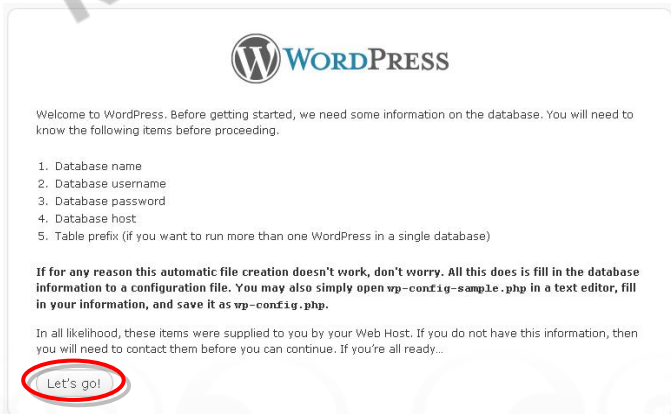 WORDPRESS
Welcome to WordPress. Before getting started, we need some information on the database. You will need to
know the following items before proceeding.
1. Database name
2. Database username
3. Database password
4. Database host
5. Table prefix (if you want to run more than one WordPress in a single database)
If for any reason this automatic file creation doesn't work, don't worry. All this does is fill in the database
information to a configuration file. You may also simply open wp-config-sample.php in a text editor, fill
in your information, and save it as wp-config.php.
In all likelihood, these items were supplied to you by your Web Host. If you do not have this information, then
you will need to contact them before you can continue. If you're all ready...
Let's go!